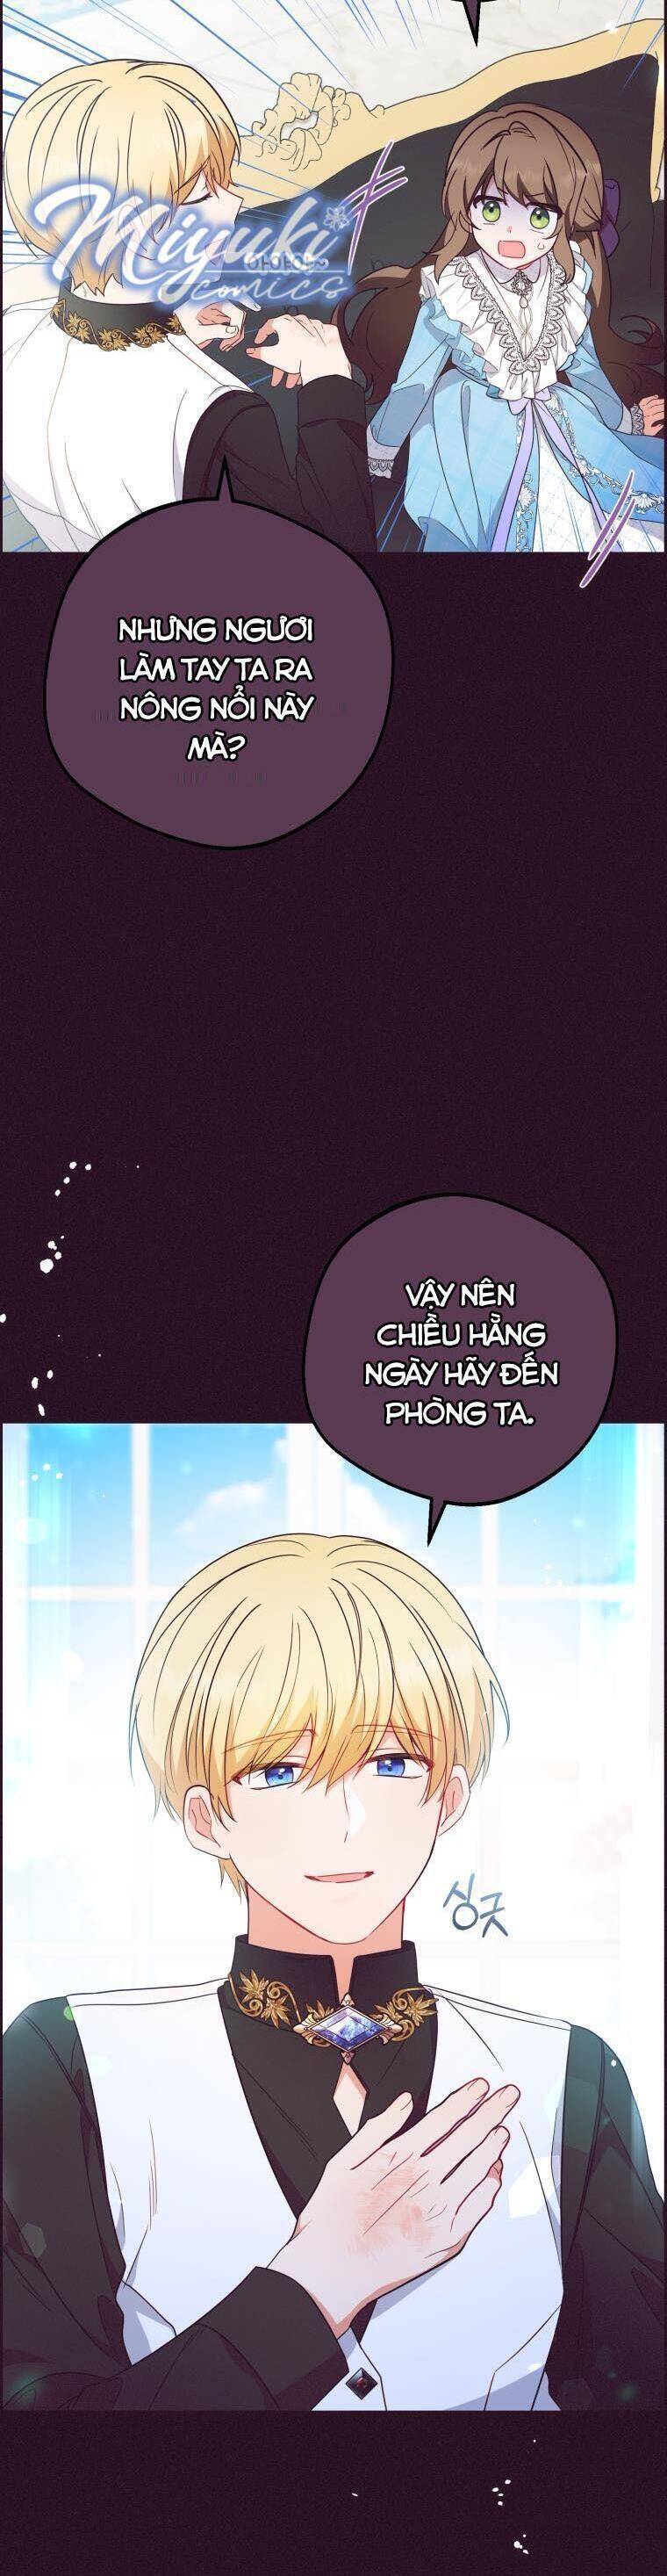 Miyuki
comics
NHƯNG NGƯƠI
LÀM TAY TA RA
NÔNG NỔI NÀY
MÀ?
VẬY NÊN
CHIỀU HẰNG
NGÀY HÃY ĐẾN
PHÒNG TA.
싱긋